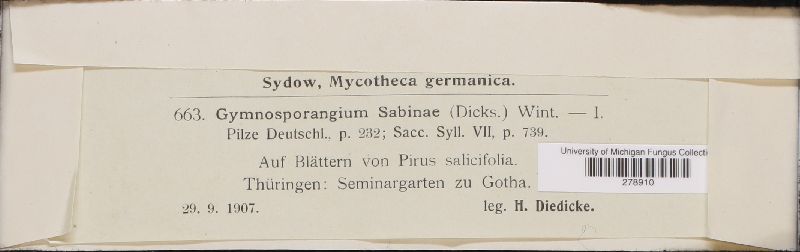 Sydow, Mycotheca germanica.
663. Gymnosporangium Sabinae (Dicks.) Wint. — I.
Pilze Deutschl., p. 232; Sacc. Syll. VII, p. 739.
Auf Blättern von Pirus salicifolia.
Thüringen: Seminargarten zu Gotha.
29. 9. 1907. leg. H. Diedicke.
University of Michigan Fungus Collecti
278910